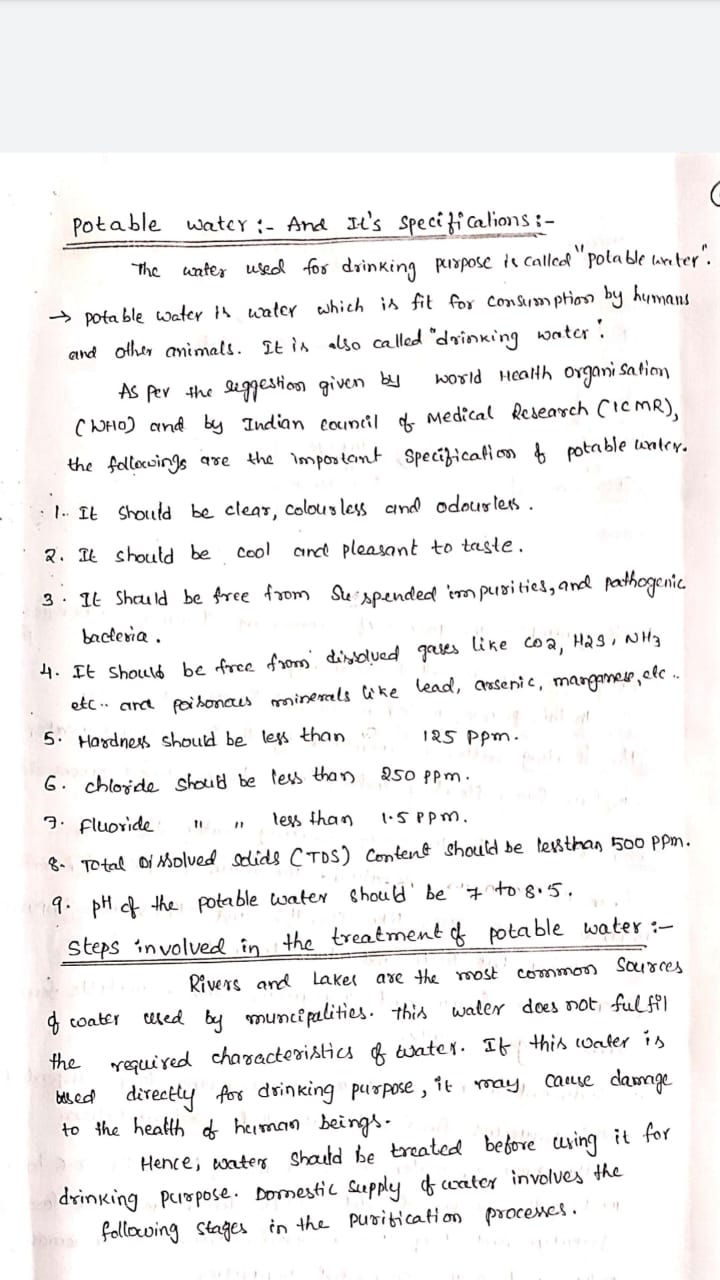 Potable water :- And It's Specifications :-
The water used for drinking purpose is called "potable water".
→ potable water is water which is fit for consumption by humans
and other animals. It is also called "drinking water".
As Per the suggestion given by world Health Organisation
(WHO) and by Indian council of Medical Research (ICMR),
the followings are the important Specification of potable water.
1. It should be clear, colourless and odourless.
2. It should be cool and pleasant to taste.
3. It should be free from Suspended impurities, and pathogenic
bacteria.
4. It should be free from dissolved gases like CO2, H2S, NH3
etc.. and poisonous minerals like lead, arsenic, manganese, etc..
5. Hardness should be less than 125 ppm.
6. chloride should be less than 250 ppm.
7. Fluoride " " less than 1.5 ppm.
8. Total Dissolved solids (TDS) content should be lessthan 500 ppm.
9. pH of the potable water should be 7 to 8.5.
Steps involved in the treatment of potable water :-
Rivers and Lakes are the most common Sources
of water used by muncipalities. this water does not fulfil
the required characteristics of water. If this water is
used directly for drinking purpose, it may cause damage
to the health of human beings.
Hence, water should be treated before using it for
drinking purpose. Domestic Supply of water involves the
following stages in the purification processes.